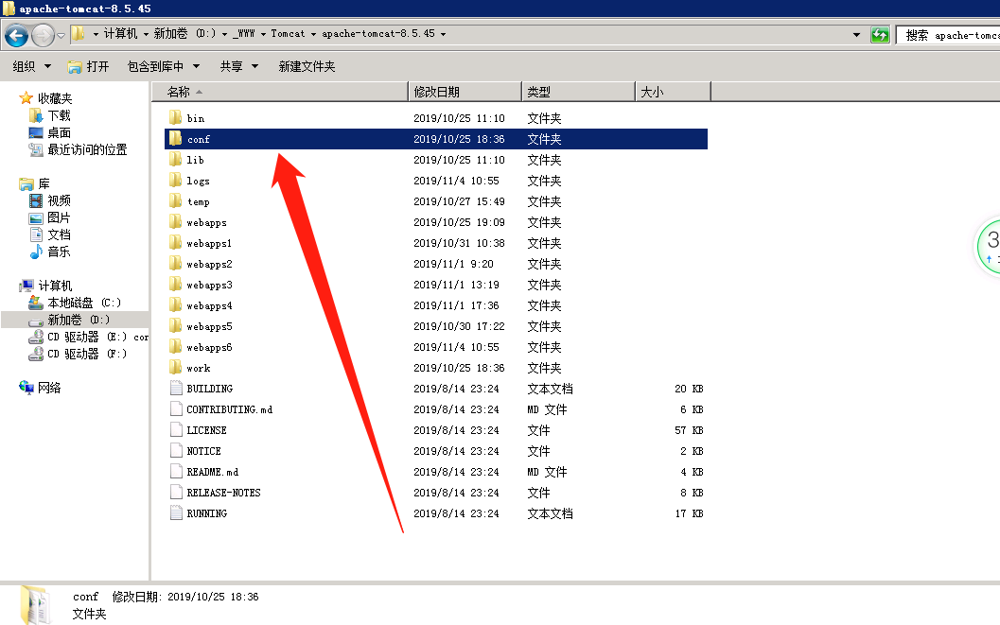 apache-tomcat-8.5.45
计算机 新加卷 (D:) _WWW Tomcat apache-tomcat-8.5.45 搜索 apache-tomca
组织 打开 包含到库中 共享 新建文件夹
收藏夹
下载
桌面
最近访问的位置
库
视频
图片
文档
音乐
计算机
本地磁盘 (C:)
新加卷 (D:)
CD 驱动器 (E:) cor
CD 驱动器 (F:)
网络
名称 修改日期 类型 大小
bin 2019/10/25 11:10 文件夹
conf 2019/10/25 18:36 文件夹
lib 2019/10/25 11:10 文件夹
logs 2019/11/4 10:55 文件夹
temp 2019/10/27 15:49 文件夹
webapps 2019/10/25 19:09 文件夹
webapps1 2019/10/31 10:38 文件夹
webapps2 2019/11/1 9:20 文件夹
webapps3 2019/11/1 13:19 文件夹
webapps4 2019/11/1 17:36 文件夹
webapps5 2019/10/30 17:22 文件夹
webapps6 2019/11/4 10:55 文件夹
work 2019/10/25 18:36 文件夹
BUILDING 2019/8/14 23:24 文本文档 20 KB
CONTRIBUTING.md 2019/8/14 23:24 MD 文件 6 KB
LICENSE 2019/8/14 23:24 文件 57 KB
NOTICE 2019/8/14 23:24 文件 2 KB
README.md 2019/8/14 23:24 MD 文件 4 KB
RELEASE-NOTES 2019/8/14 23:24 文件 8 KB
RUNNING 2019/8/14 23:24 文本文档 17 KB
3
conf 修改日期: 2019/10/25 18:36
文件夹